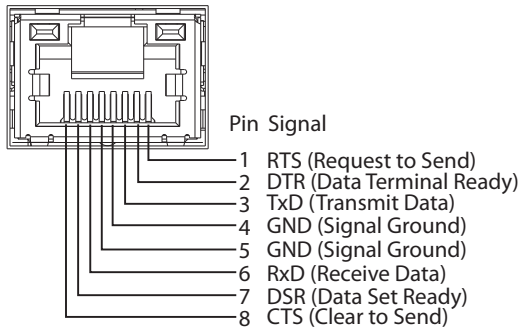 Pin Signal
1 RTS (Request to Send)
2 DTR (Data Terminal Ready)
3 TxD (Transmit Data)
4 GND (Signal Ground)
5 GND (Signal Ground)
6 RxD (Receive Data)
7 DSR (Data Set Ready)
8 CTS (Clear to Send)